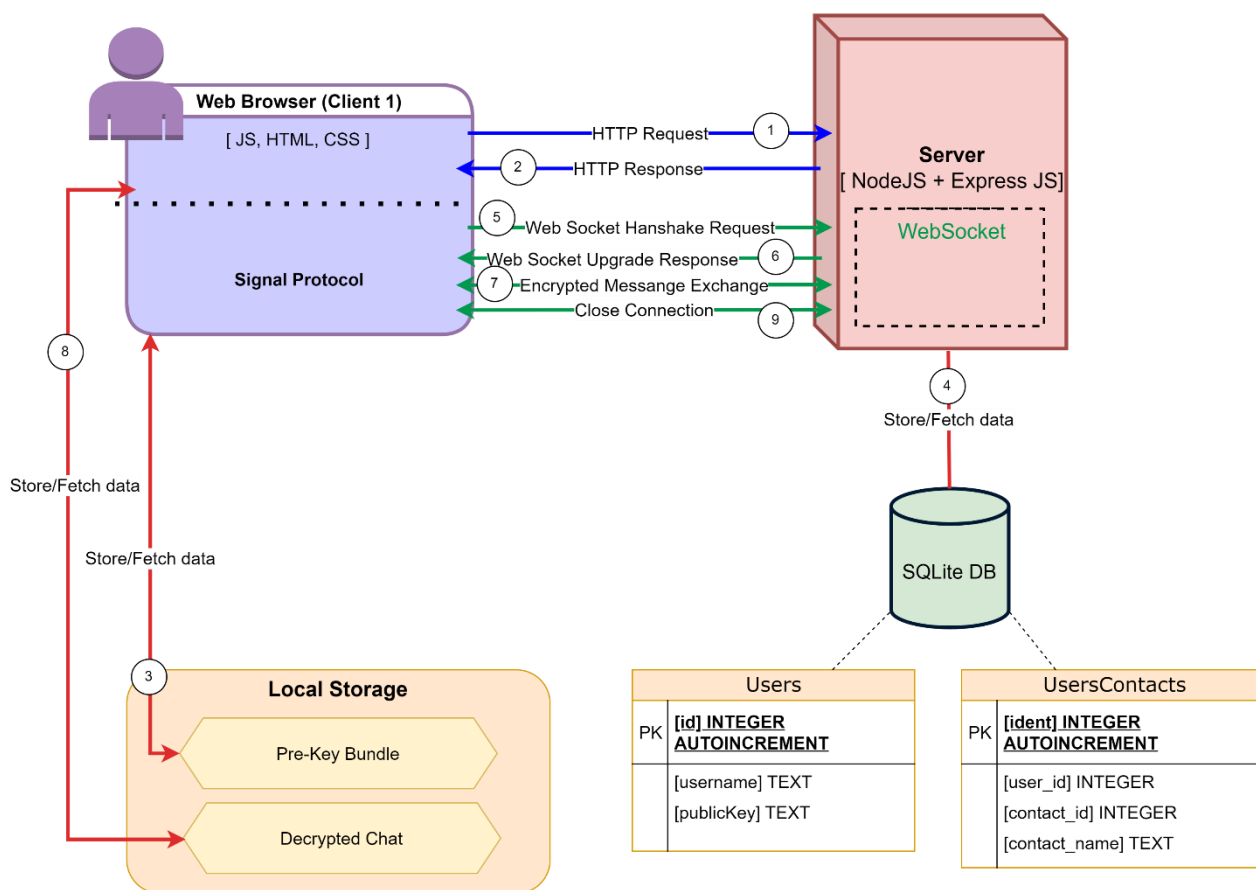 Web Browser (Client 1)
[ JS, HTML, CSS ]
Signal Protocol
HTTP Request
1
2
HTTP Response
5
Web Socket Hanshake Request
Web Socket Upgrade Response
6
7
Encrypted Messange Exchange
Close Connection
9
Server
[ NodeJS + Express JS]
WebSocket
8
4
Store/Fetch data
Store/Fetch data
Store/Fetch data
SQLite DB
3
Local Storage
Pre-Key Bundle
Decrypted Chat
Users
PK
[id] INTEGER
AUTOINCREMENT
[username] TEXT
[publicKey] TEXT
UsersContacts
PK
[ident] INTEGER
AUTOINCREMENT
[user_id] INTEGER
[contact_id] INTEGER
[contact_name] TEXT